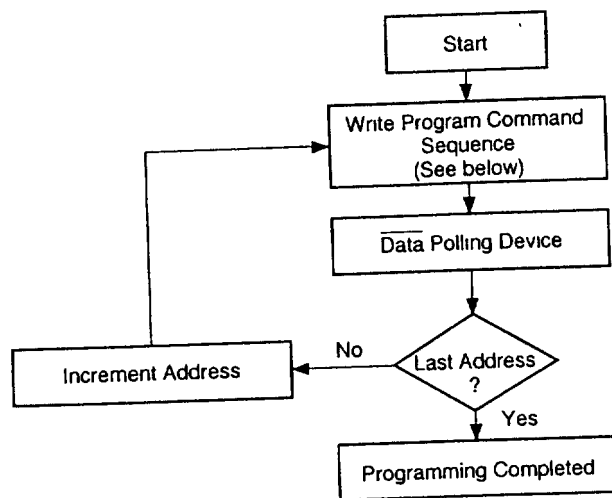 Start
Write Program Command
Sequence
(See below)
Data Polling Device
Last Address
?
No
Increment Address
Yes
Programming Completed